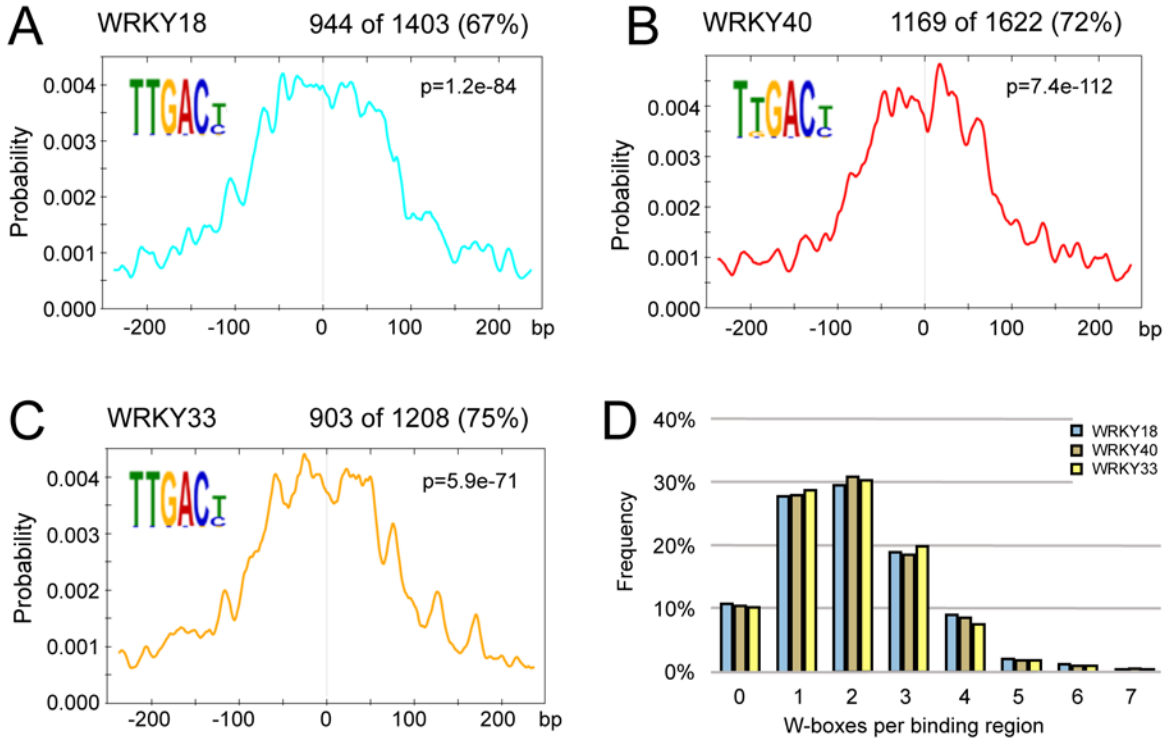 A WRKY18 944 of 1403 (67%)
Probability
0.004
0.003
0.002
0.001
0.000
TTGACT
C
p=1.2e-84
-200 -100 0 100 200 bp
B WRKY40 1169 of 1622 (72%)
Probability
0.004
0.003
0.002
0.001
0.000
TTGACT
G C
p=7.4e-112
-200 -100 0 100 200 bp
C WRKY33 903 of 1208 (75%)
Probability
0.004
0.003
0.002
0.001
0.000
TTGACT
C
p=5.9e-71
-200 -100 0 100 200 bp
D
Frequency
40%
30%
20%
10%
0%
WRKY18
WRKY40
WRKY33
0 1 2 3 4 5 6 7
W-boxes per binding region